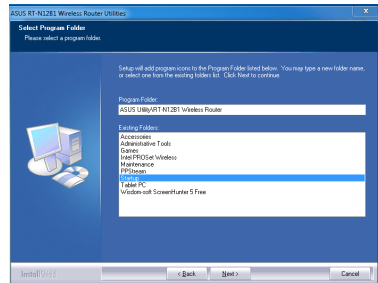 ASUS RT-N12B1 Wireless Router Utilities
X
Select Program Folder
Please select a program folder.
Setup will add program icons to the Program Folder listed below. You may type a new folder name,
or select one from the existing folders list. Click Next to continue.
Program Folder:
ASUS Utility\RT-N12B1 Wireless Router
Existing Folders:
Accessories
Administrative Tools
Games
Intel PROSet Wireless
Maintenance
PPStream
Startup
Tablet PC
Wisdom-soft ScreenHunter 5 Free
InstallShield
< Back
Next >
Cancel